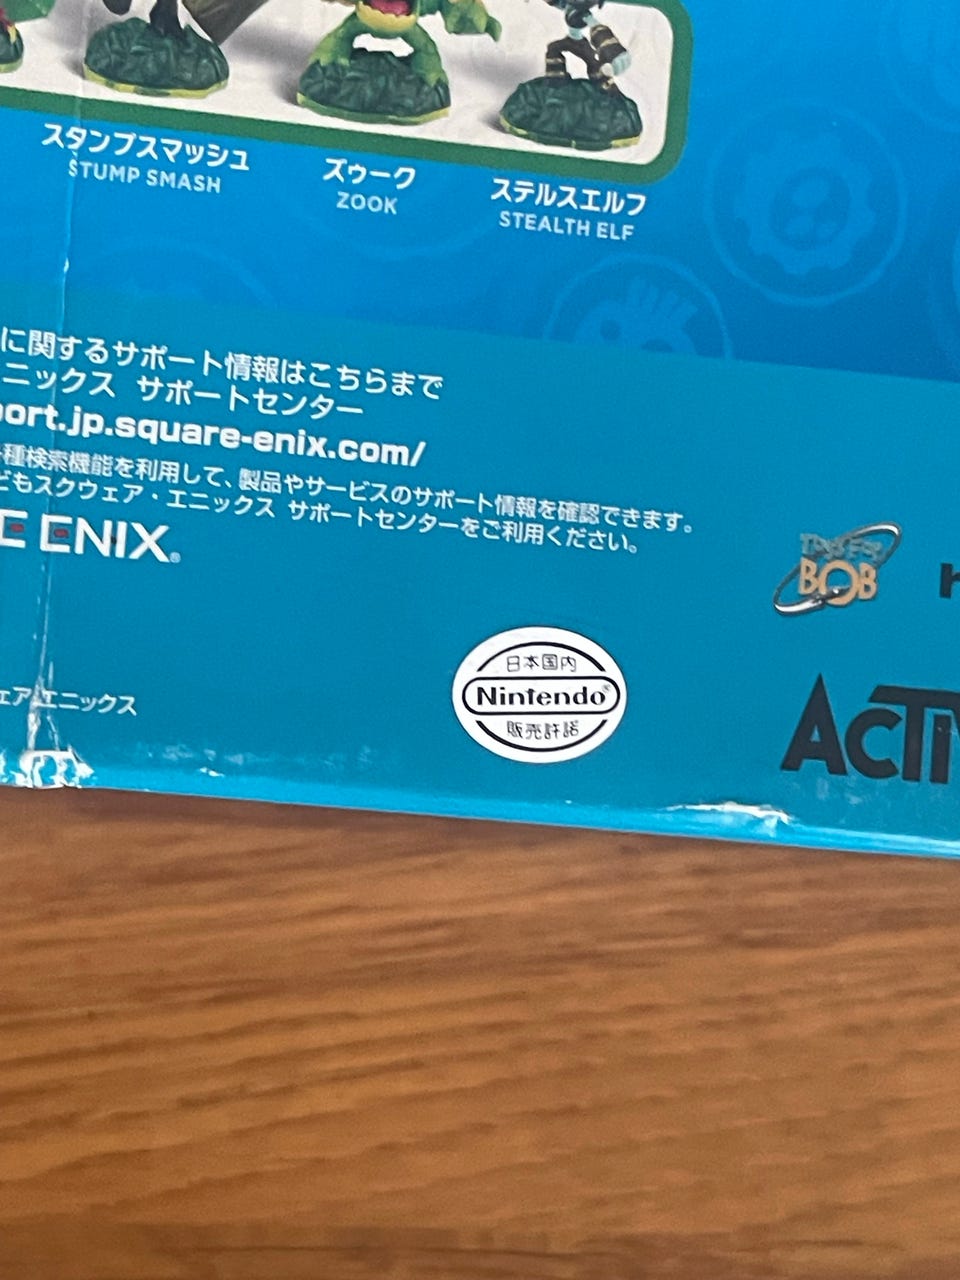 スタンプスマッシュ
STUMP SMASH
ズゥーク
ZOOK
ステルスエルフ
STEALTH ELF
に関するサポート情報はこちらまで
ニックス サポートセンター
port.jp.square-enix.com/
種検索機能を利用して、製品やサービスのサポート情報を確認できます。
どもスクウェア・エニックス サポートセンターをご利用ください。
E ENIX®
ェア・エニックス
TOYS FOR
BOB
日本国内
Nintendo®
販売許諾
ACTIV